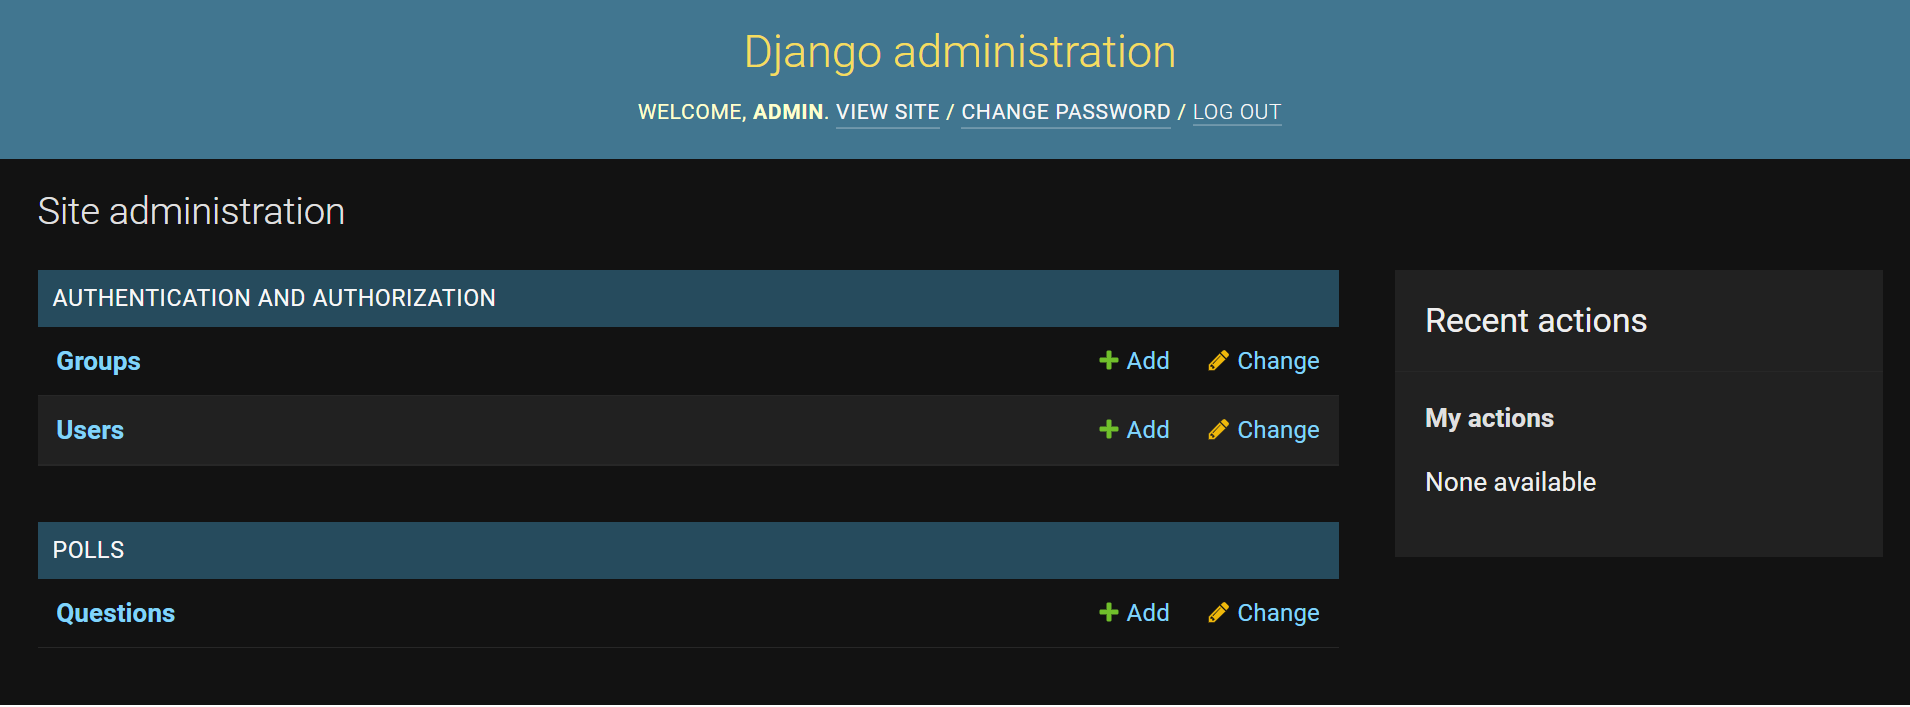 Django administration
WELCOME, ADMIN. VIEW SITE / CHANGE PASSWORD / LOG OUT
Site administration
AUTHENTICATION AND AUTHORIZATION
Groups Add Change
Users Add Change
POLLS
Questions Add Change
Recent actions
My actions
None available